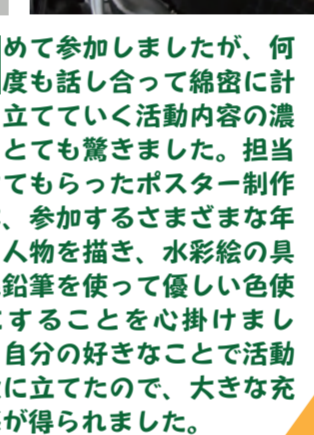 めて参加しましたが、何
度も話し合って綿密に計
立てていく活動内容の濃
とても驚きました。担当
てもらったポスター制作
、参加するさまざまな年
人物を描き、水彩絵の具
鉛筆を使って優しい色使
することを心掛けまし
自分の好きなことで活動
に立てたので、大きな充
が得られました。